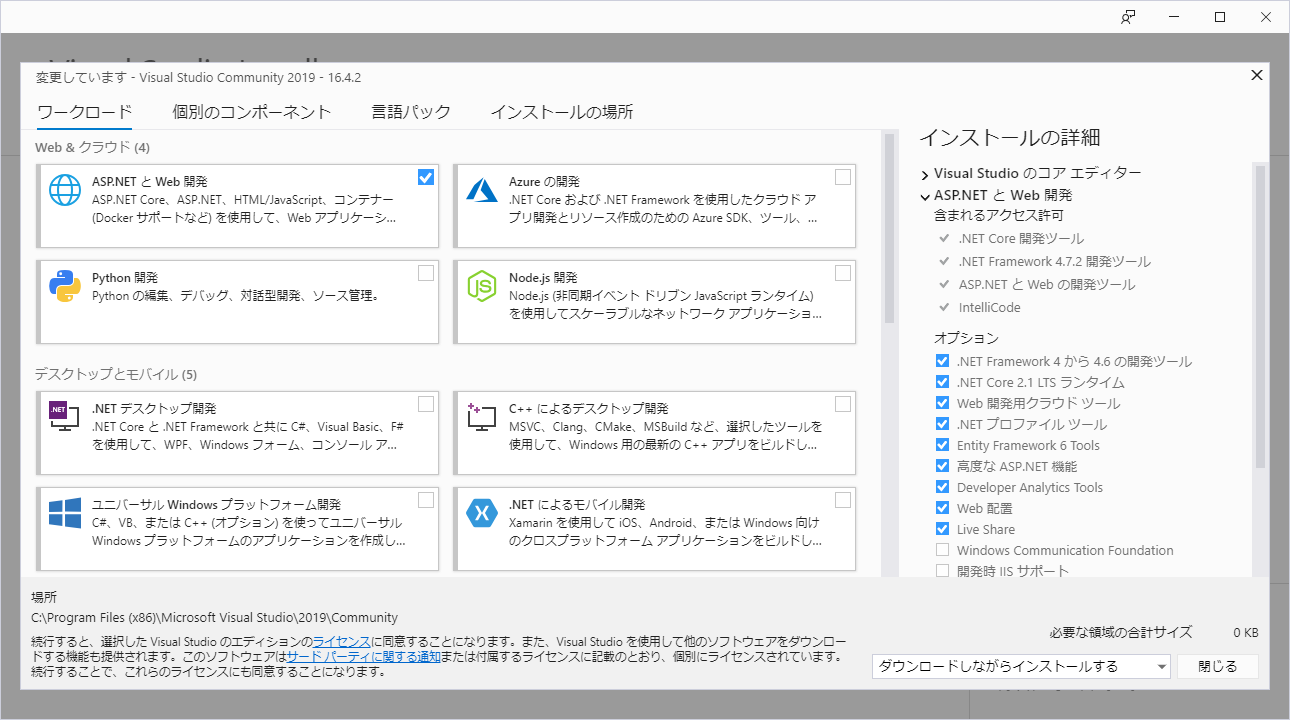 変更しています - Visual Studio Community 2019 - 16.4.2
ワークロード 個別のコンポーネント 言語パック インストールの場所
Web & クラウド (4)
ASP.NET と Web 開発
ASP.NET Core、ASP.NET、HTML/JavaScript、コンテナー
(Docker サポートなど) を使用して、Web アプリケーシ...
Azure の開発
.NET Core および .NET Framework を使用したクラウド ア
プリ開発とリソース作成のための Azure SDK、ツール、...
Python 開発
Python の編集、デバッグ、対話型開発、ソース管理。
Node.js 開発
Node.js (非同期イベント ドリブン JavaScript ランタイム)
を使用してスケーラブルなネットワーク アプリケーショ...
デスクトップとモバイル (5)
.NET
.NET デスクトップ開発
.NET Core と .NET Framework と共に C#、Visual Basic、F#
を使用して、WPF、Windows フォーム、コンソール ア...
C++ によるデスクトップ開発
MSVC、Clang、CMake、MSBuild など、選択したツールを
使用して、Windows 用の最新の C++ アプリをビルドし...
ユニバーサル Windows プラットフォーム開発
C#、VB、または C++ (オプション) を使ってユニバーサル
Windows プラットフォームのアプリケーションを作成し...
.NET によるモバイル開発
Xamarin を使用して iOS、Android、または Windows 向け
のクロスプラットフォーム アプリケーションをビルドし...
インストールの詳細
Visual Studio のコア エディター
ASP.NET と Web 開発
含まれるアクセス許可
.NET Core 開発ツール
.NET Framework 4.7.2 開発ツール
ASP.NET と Web の開発ツール
IntelliCode
オプション
.NET Framework 4 から 4.6 の開発ツール
.NET Core 2.1 LTS ランタイム
Web 開発用クラウド ツール
.NET プロファイル ツール
Entity Framework 6 Tools
高度な ASP.NET 機能
Developer Analytics Tools
Web 配置
Live Share
Windows Communication Foundation
開発時 IIS サポート
場所
C:\Program Files (x86)\Microsoft Visual Studio\2019\Community
続行すると、選択した Visual Studio のエディションのライセンスに同意することになります。また、Visual Studio を使用して他のソフトウェアをダウンロー
ドする機能も提供されます。このソフトウェアはサード パーティに関する通知または付属するライセンスに記載のとおり、個別にライセンスされています。
続行することで、これらのライセンスにも同意することになります。
必要な領域の合計サイズ 0 KB
ダウンロードしながらインストールする 閉じる